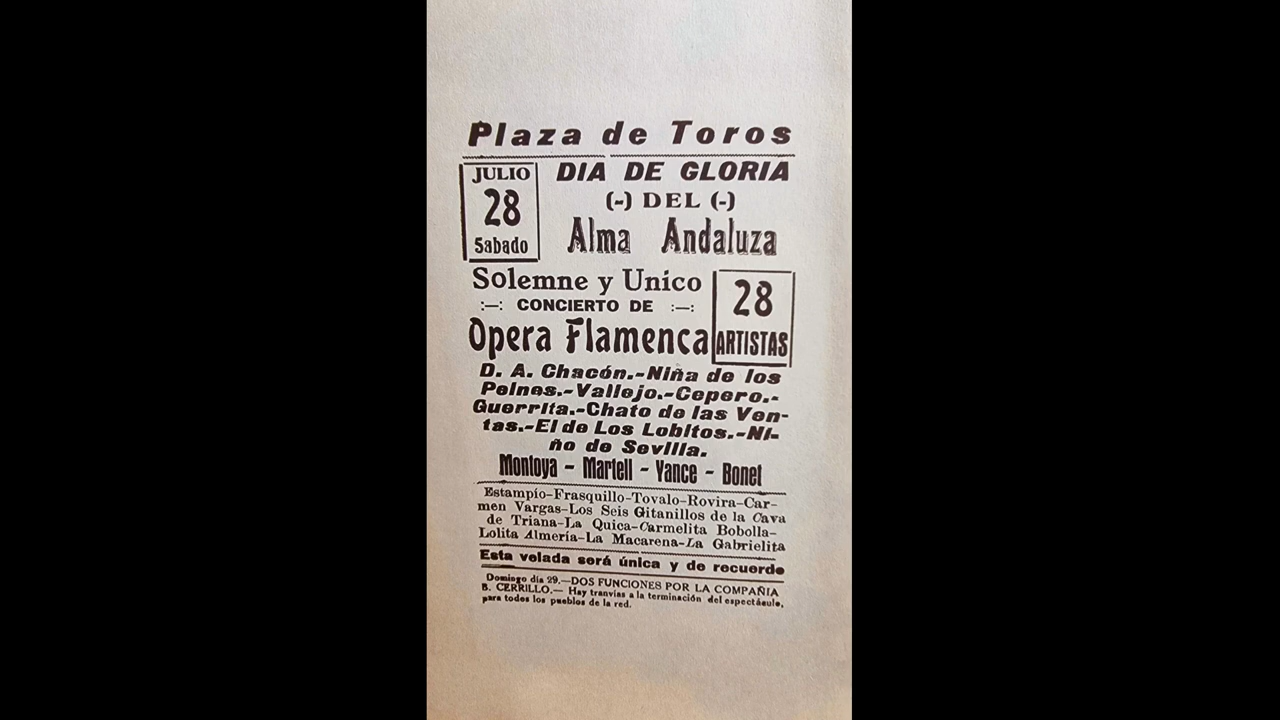 Plaza de Toros
JULIO
28
Sabado
DIA DE GLORIA
(-) DEL (-)
Alma Andaluza
Solemne y Unico
:—: CONCIERTO DE :—:
Opera Flamenca
28
ARTISTAS
D. A. Chacón.-Niña de los
Peines.-Vallejo.-Cepero.-
Guerrita.-Chato de las Ven-
tas.-El de Los Lobitos.-Ni-
ño de Sevilla.
Montoya - Martell - Yance - Bonet
Estampío-Frasquillo-Tovalo-Rovira-Car-
men Vargas-Los Seis Gitanillos de la Cava
de Triana-La Quica-Carmelita Bobolla-
Lolita Almería-La Macarena-La Gabrielita
Esta velada será única y de recuerdo
Domingo día 29.—DOS FUNCIONES POR LA COMPAÑIA
B. CERRILLO.— Hay tranvías a la terminación del espectáculo,
para todos los pueblos de la red.